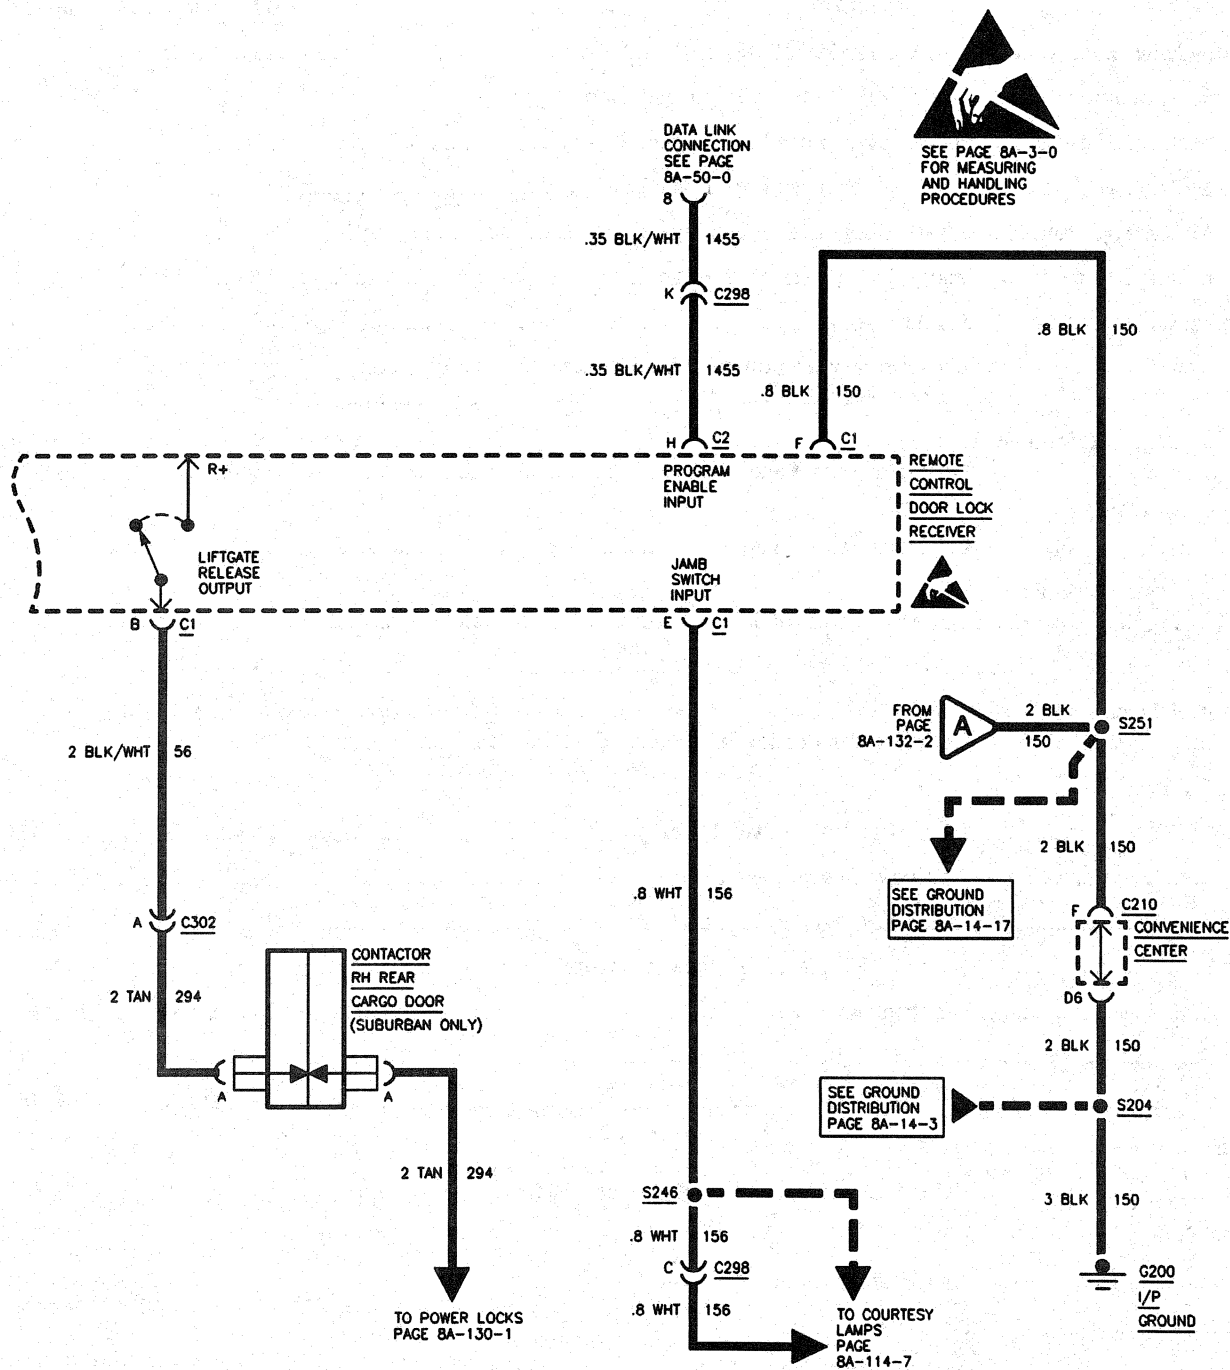 DATA LINK
CONNECTION
SEE PAGE
8A-50-0
8
SEE PAGE 8A-3-0
FOR MEASURING
AND HANDLING
PROCEDURES
.35 BLK/WHT 1455
K C298
.8 BLK 150
.35 BLK/WHT 1455
.8 BLK 150
H C2
F C1
R+
PROGRAM
ENABLE
INPUT
REMOTE
CONTROL
DOOR LOCK
RECEIVER
LIFTGATE
RELEASE
OUTPUT
JAMB
SWITCH
INPUT
B C1
E C1
FROM
PAGE
8A-132-2
A
2 BLK
150
S251
2 BLK/WHT 56
2 BLK 150
.8 WHT 156
SEE GROUND
DISTRIBUTION
PAGE 8A-14-17
F C210
CONVENIENCE
CENTER
D6
A C302
CONTACTOR
RH REAR
CARGO DOOR
(SUBURBAN ONLY)
2 TAN 294
2 BLK 150
A
A
SEE GROUND
DISTRIBUTION
PAGE 8A-14-3
S204
2 TAN 294
S246
3 BLK 150
.8 WHT 156
C C298
G200
I/P
GROUND
.8 WHT 156
TO POWER LOCKS
PAGE 8A-130-1
TO COURTESY
LAMPS
PAGE
8A-114-7